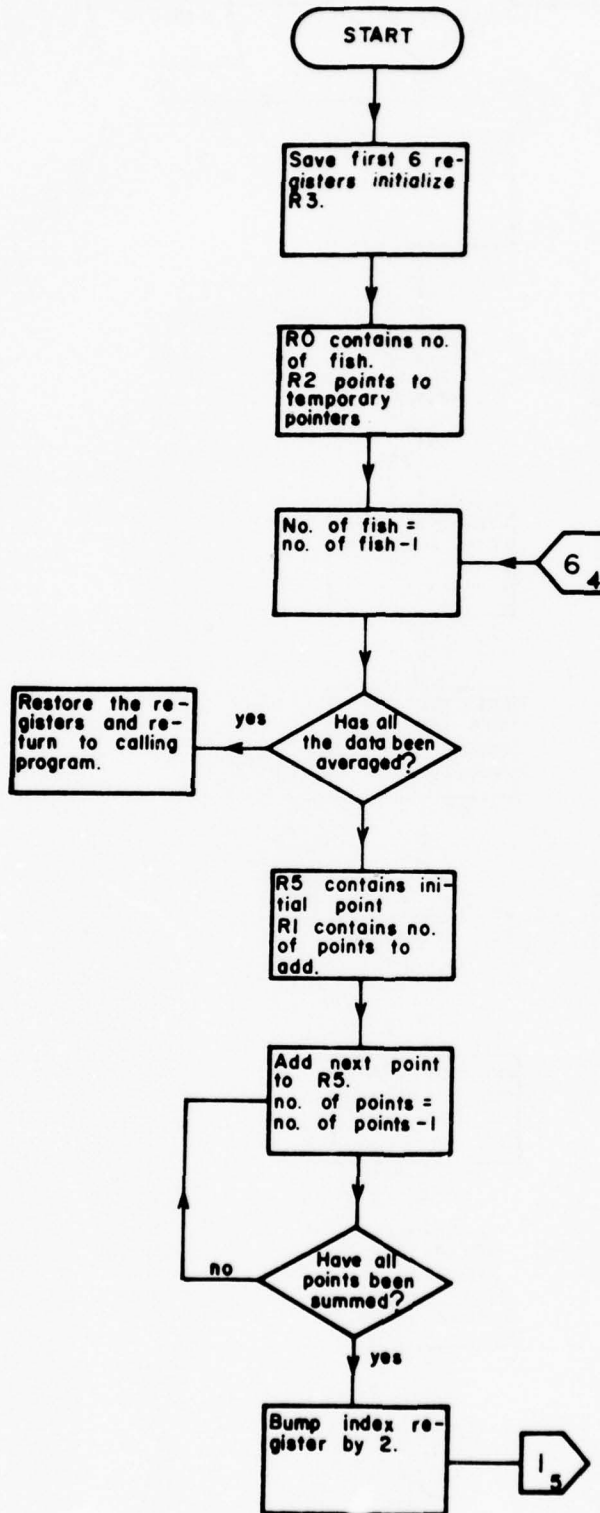 START
Save first 6 re-
gisters initialize
R3.
R0 contains no.
of fish.
R2 points to
temporary
pointers
No. of fish =
no. of fish-1
6 4
Has all
the data been
averaged?
yes
Restore the re-
gisters and re-
turn to calling
program.
R5 contains ini-
tial point
R1 contains no.
of points to
add.
Add next point
to R5.
no. of points =
no. of points -1
Have all
points been
summed?
no
yes
Bump index re-
gister by 2.
1 5